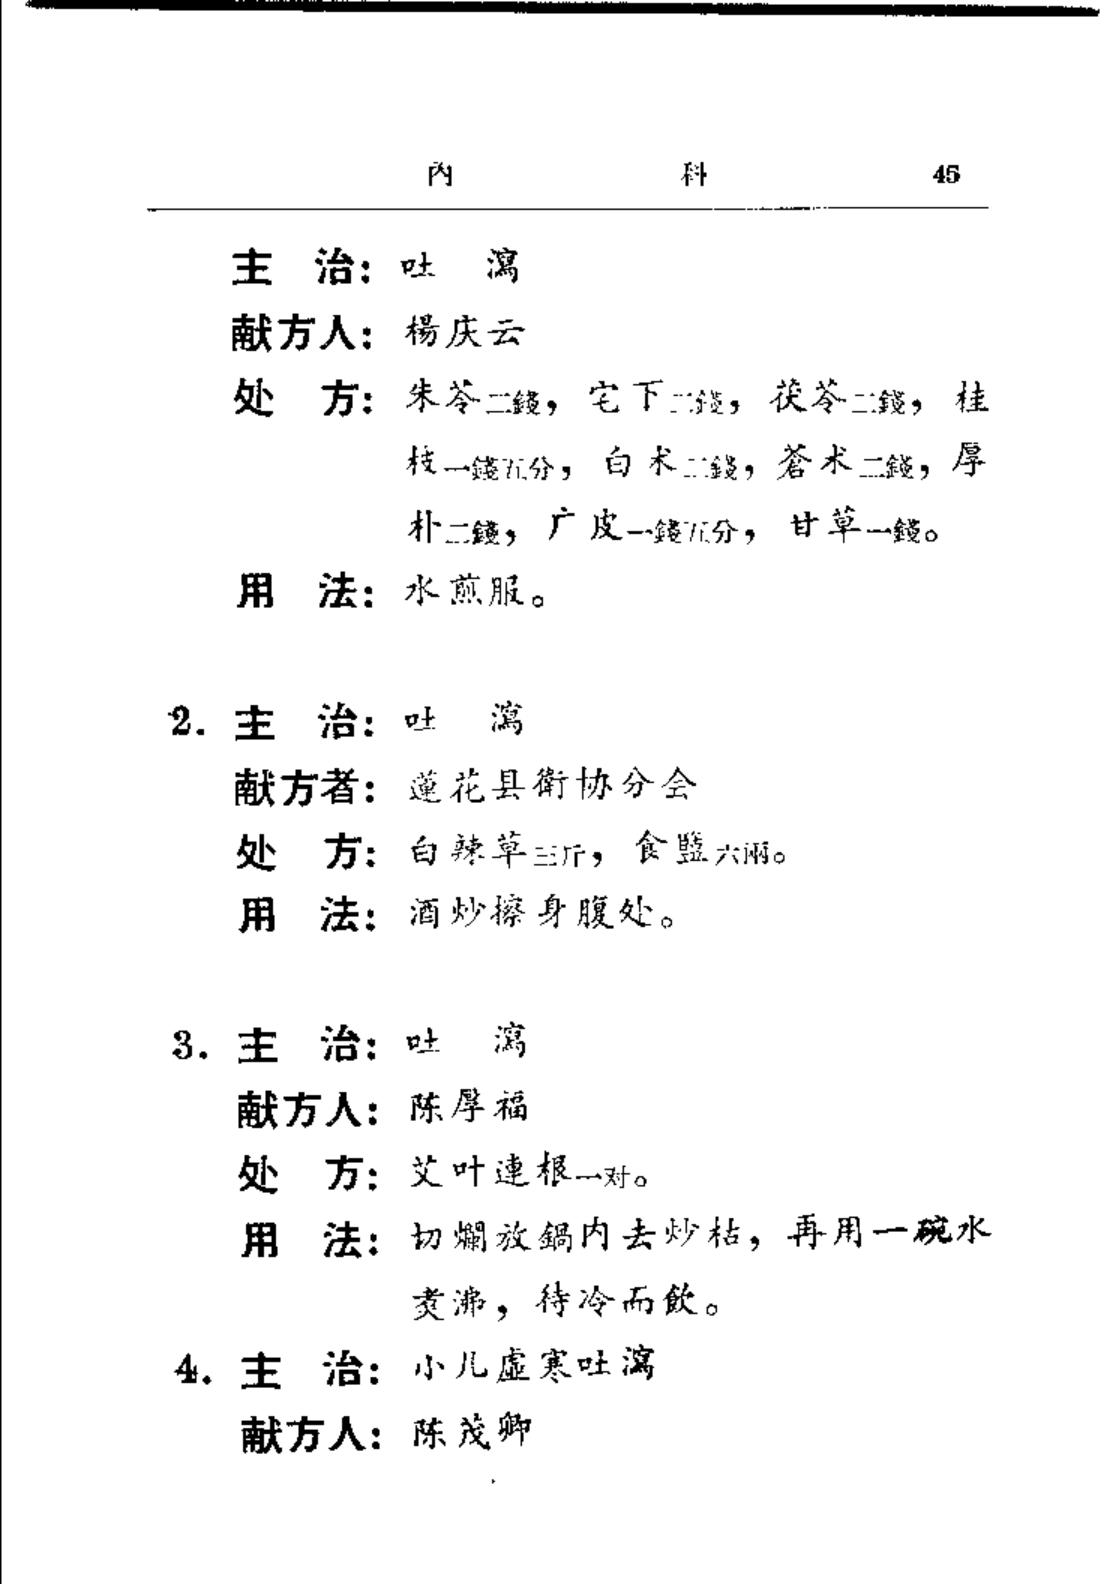 內 科 45
主 治：吐 瀉
献方人：楊庆云
处 方：朱苓二錢，宅下二錢，茯苓二錢，桂
枝一錢五分，白术二錢，蒼术二錢，厚
朴二錢，广皮一錢五分，甘草一錢。
用 法：水煎服。
2. 主 治：吐 瀉
献方者：蓮花县衛协分会
处 方：白辣草三斤，食鹽六兩。
用 法：酒炒擦身腹处。
3. 主 治：吐 瀉
献方人：陈厚福
处 方：艾叶連根一对。
用 法：切爛放鍋内去炒枯，再用一碗水
煑沸，待冷而飲。
4. 主 治：小儿虛寒吐瀉
献方人：陈茂卿